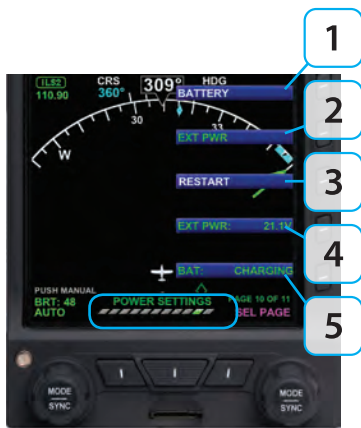 1
ILS2
CRS
309°
HDG
110.90
360°
BATTERY
2
30
33
EXT PWR
W
3
RESTART
EXT PWR: 21.1V
4
BAT: CHARGING
PUSH MANUAL
BRT: 48
POWER SETTINGS
PAGE 10 OF 11
AUTO
SEL PAGE
5
MODE
SYNC
MODE
SYNC